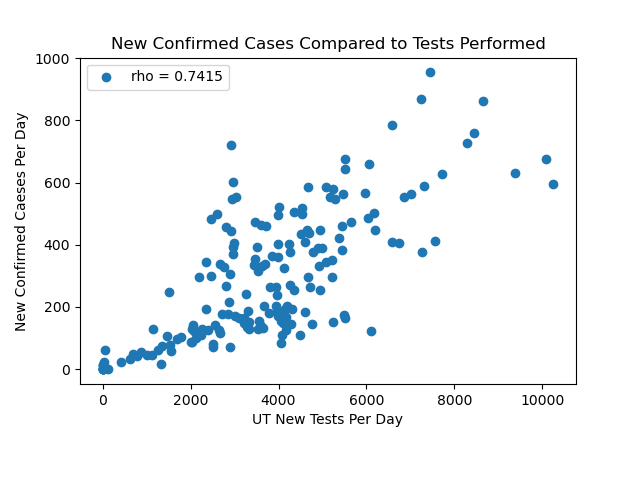 New Confirmed Cases Compared to Tests Performed
rho = 0.7415
1000
800
600
400
200
0
New Confirmed Caeses Per Day
0 2000 4000 6000 8000 10000
UT New Tests Per Day